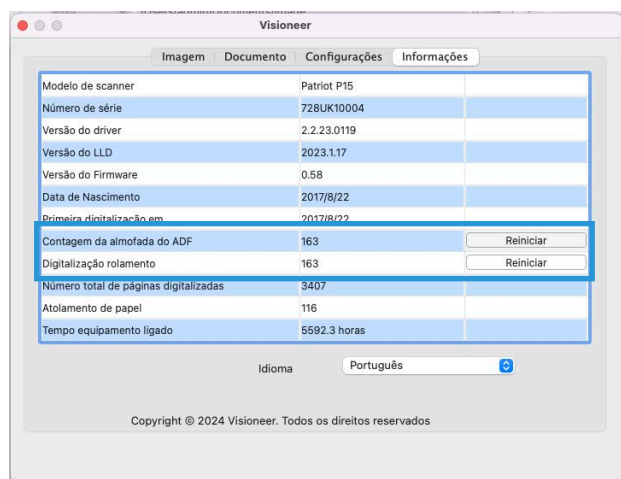 Visioneer
Imagem Documento Configurações Informações
Modelo de scanner Patriot P15
Número de série 728UK10004
Versão do driver 2.2.23.0119
Versão do LLD 2023.1.17
Versão do Firmware 0.58
Data de Nascimento 2017/8/22
Primeira digitalização em 2017/8/22
Contagem da almofada do ADF 163 Reiniciar
Digitalização rolamento 163 Reiniciar
Número total de páginas digitalizadas 3407
Atolamento de papel 116
Tempo equipamento ligado 5592.3 horas
Idioma Português
Copyright © 2024 Visioneer. Todos os direitos reservados